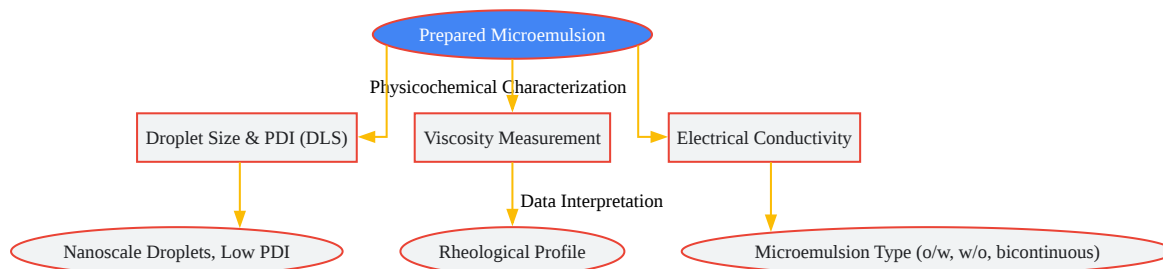 Prepared Microemulsion
Physicochemical Characterization
Droplet Size & PDI (DLS)
Viscosity Measurement
Electrical Conductivity
Data Interpretation
Nanoscale Droplets, Low PDI
Rheological Profile
Microemulsion Type (o/w, w/o, bicontinuous)